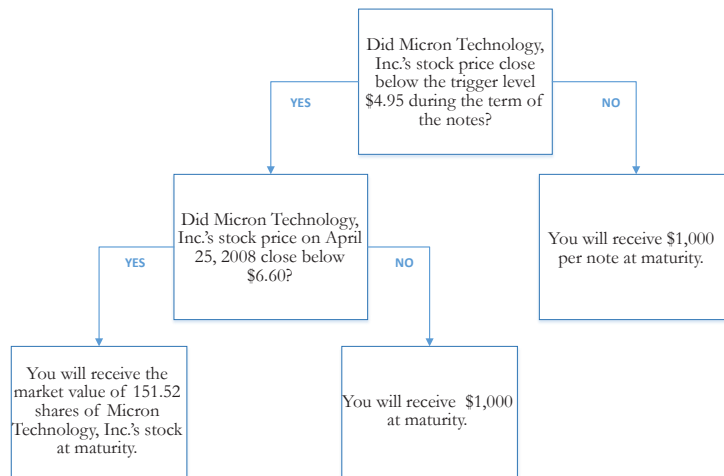 Did Micron Technology,
Inc.'s stock price close
below the trigger level
$4.95 during the term of
the notes?
YES
NO
Did Micron Technology,
Inc.'s stock price on April
25, 2008 close below
$6.60?
You will receive $1,000
per note at maturity.
YES
NO
You will receive the
market value of 151.52
shares of Micron
Technology, Inc.'s stock
at maturity.
You will receive $1,000
at maturity.